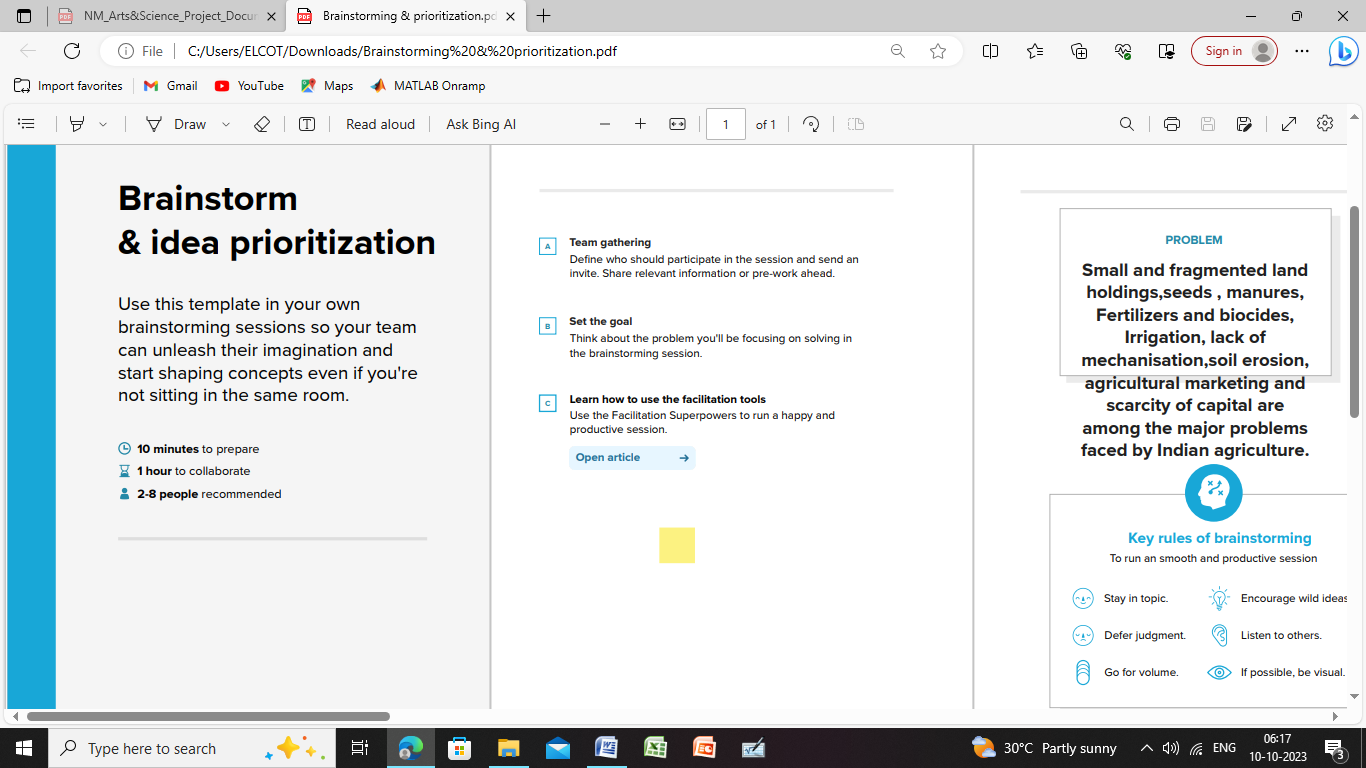 NM_Arts&Science_Project_Docur
Brainstorming & prioritization.pd
File
C:/Users/ELCOT/Downloads/Brainstorming%20&%20prioritization.pdf
Sign in
Import favorites
Gmail
YouTube
Maps
MATLAB Onramp
Draw
Read aloud
Ask Bing AI
1
of 1
Brainstorm
& idea prioritization
Use this template in your own
brainstorming sessions so your team
can unleash their imagination and
start shaping concepts even if you're
not sitting in the same room.
10 minutes to prepare
1 hour to collaborate
2-8 people recommended
A
Team gathering
Define who should participate in the session and send an
invite. Share relevant information or pre-work ahead.
B
Set the goal
Think about the problem you'll be focusing on solving in
the brainstorming session.
C
Learn how to use the facilitation tools
Use the Facilitation Superpowers to run a happy and
productive session.
Open article
PROBLEM
Small and fragmented land
holdings,seeds , manures,
Fertilizers and biocides,
Irrigation, lack of
mechanisation,soil erosion,
agricultural marketing and
scarcity of capital are
among the major problems
faced by Indian agriculture.
Key rules of brainstorming
To run an smooth and productive session
Stay in topic.
Encourage wild ideas
Defer judgment.
Listen to others.
Go for volume.
If possible, be visual.
Type here to search
30°C Partly sunny
ENG
06:17
10-10-2023
3